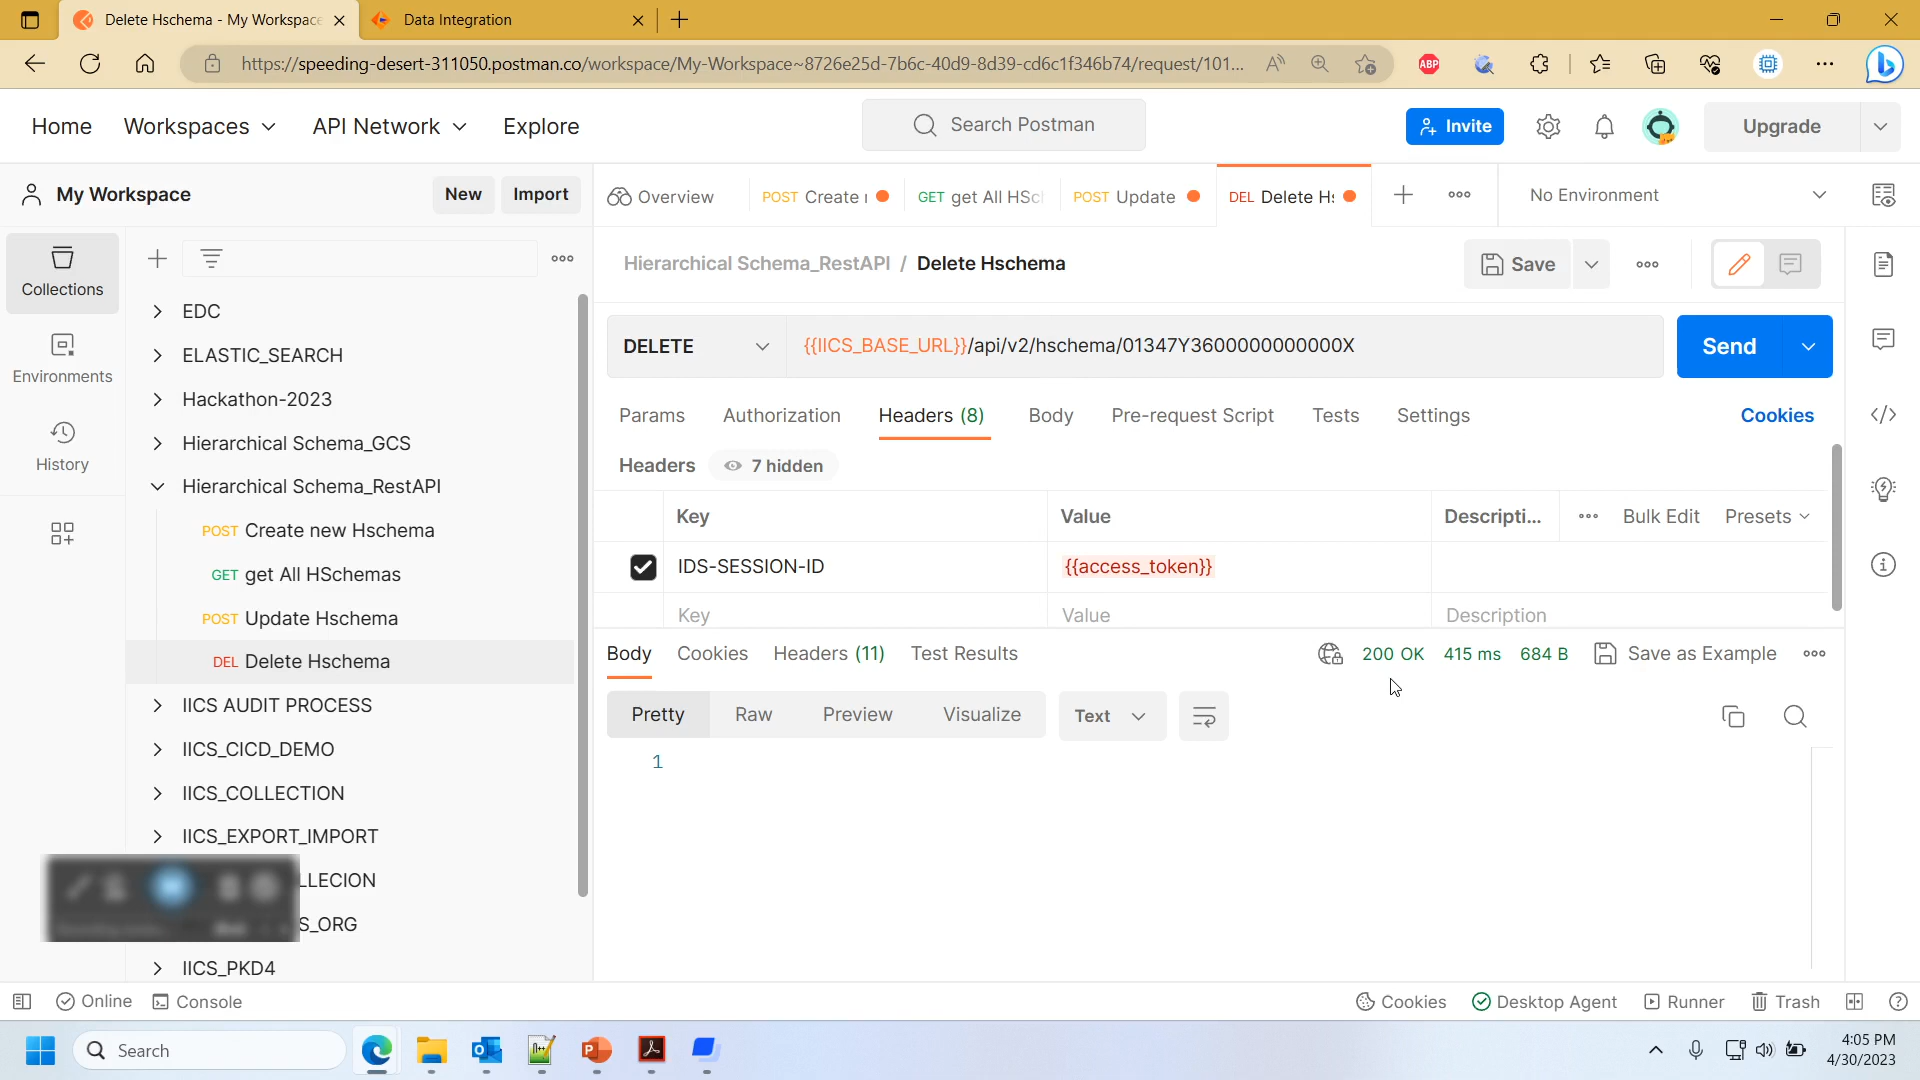 Delete Hschema - My Workspace
Data Integration
https://speeding-desert-311050.postman.co/workspace/My-Workspace~8726e25d-7b6c-40d9-8d39-cd6c1f346b74/request/101...
ABP
Home
Workspaces
API Network
Explore
Search Postman
Invite
Upgrade
My Workspace
New
Import
Overview
POST Create
GET get All HSch
POST Update
DEL Delete Hs
No Environment
Collections
Environments
History
EDC
ELASTIC_SEARCH
Hackathon-2023
Hierarchical Schema_GCS
Hierarchical Schema_RestAPI
POST Create new Hschema
GET get All HSchemas
POST Update Hschema
DEL Delete Hschema
IICS AUDIT PROCESS
IICS_CICD_DEMO
IICS_COLLECTION
IICS_EXPORT_IMPORT
LLECION
S_ORG
IICS_PKD4
Hierarchical Schema_RestAPI / Delete Hschema
Save
DELETE
{{IICS_BASE_URL}}/api/v2/hschema/01347Y3600000000000X
Send
Params
Authorization
Headers (8)
Body
Pre-request Script
Tests
Settings
Cookies
Headers
7 hidden
Key
Value
Descripti...
Bulk Edit
Presets
IDS-SESSION-ID
{{access_token}}
Key
Value
Description
Body
Cookies
Headers (11)
Test Results
200 OK
415 ms
684 B
Save as Example
Pretty
Raw
Preview
Visualize
Text
1
Online
Console
Cookies
Desktop Agent
Runner
Trash
Search
4:05 PM
4/30/2023